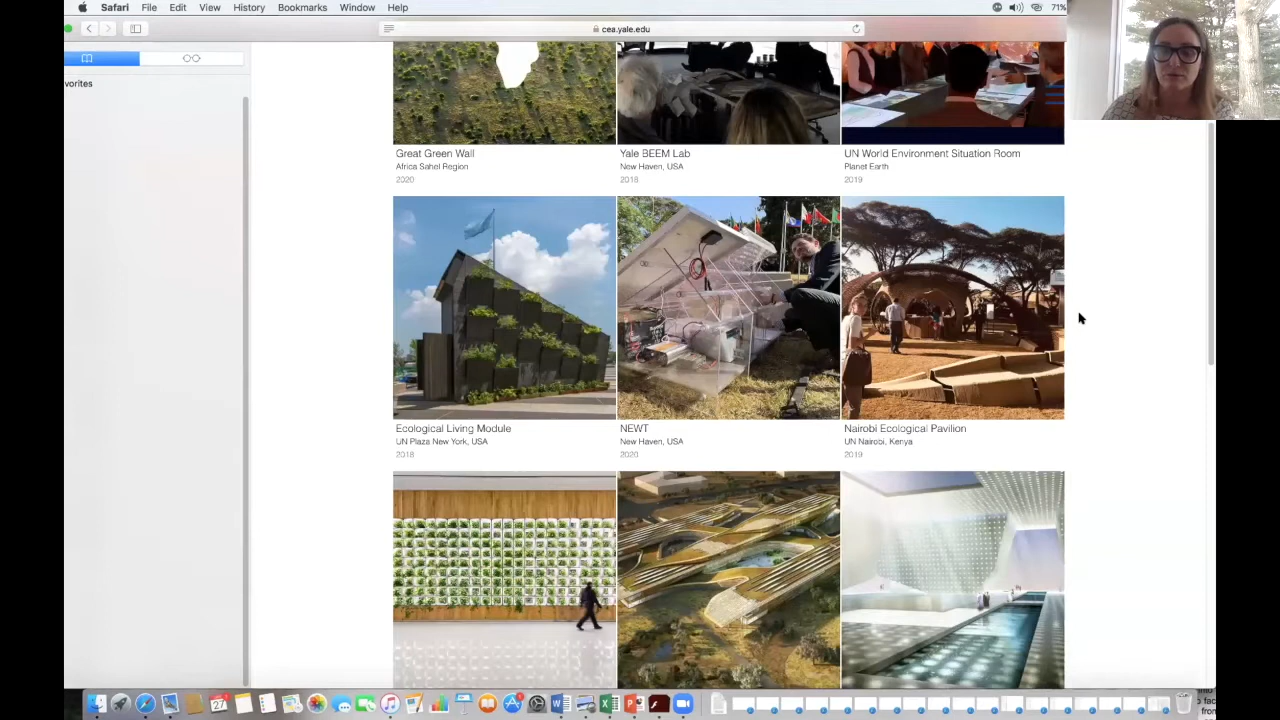 Safari File Edit View History Bookmarks Window Help
71%
cea.yale.edu
vorites
Great Green Wall
Africa Sahel Region
2020
Yale BEEM Lab
New Haven, USA
2018
UN World Environment Situation Room
Planet Earth
2019
Ecological Living Module
UN Plaza New York, USA
2018
NEWT
New Haven, USA
2020
Nairobi Ecological Pavilion
UN Nairobi, Kenya
2019
27